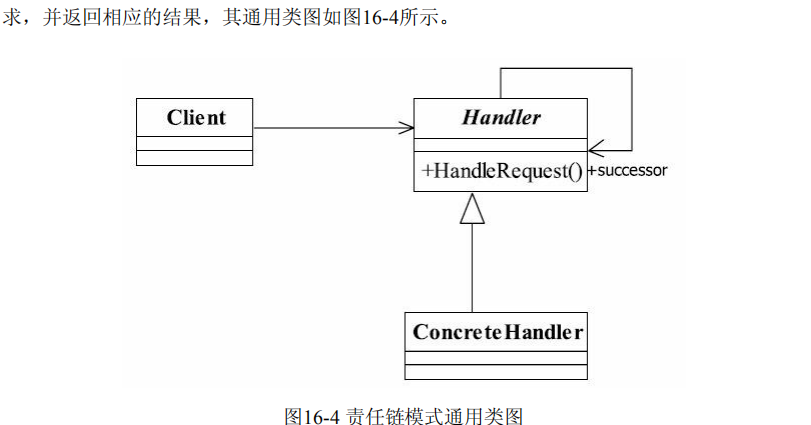 求，并返回相应的结果，其通用类图如图16-4所示。
Client
Handler
+HandleRequest()
+successor
ConcreteHandler
图16-4 责任链模式通用类图